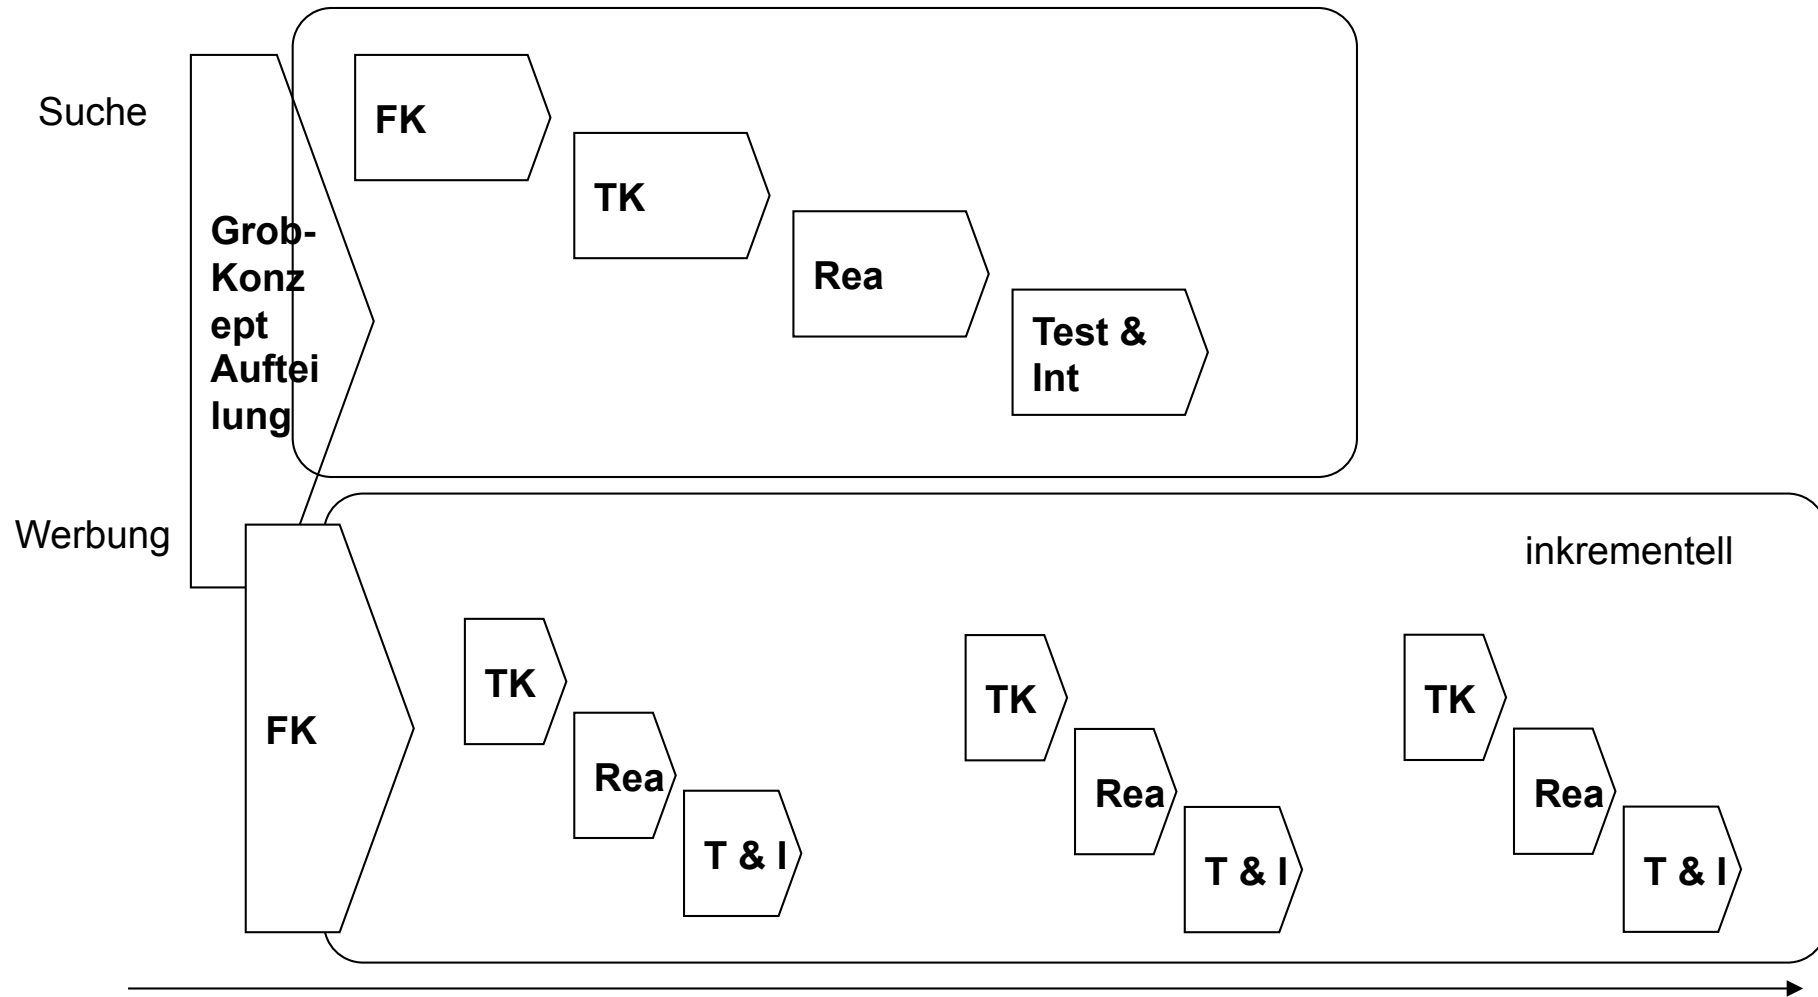 Suche
FK
TK
Grob-
Konz
ept
Auftei
lung
Rea
Test &
Int
Werbung
inkrementell
FK
TK
Rea
T & I
TK
Rea
T & I
TK
Rea
T & I